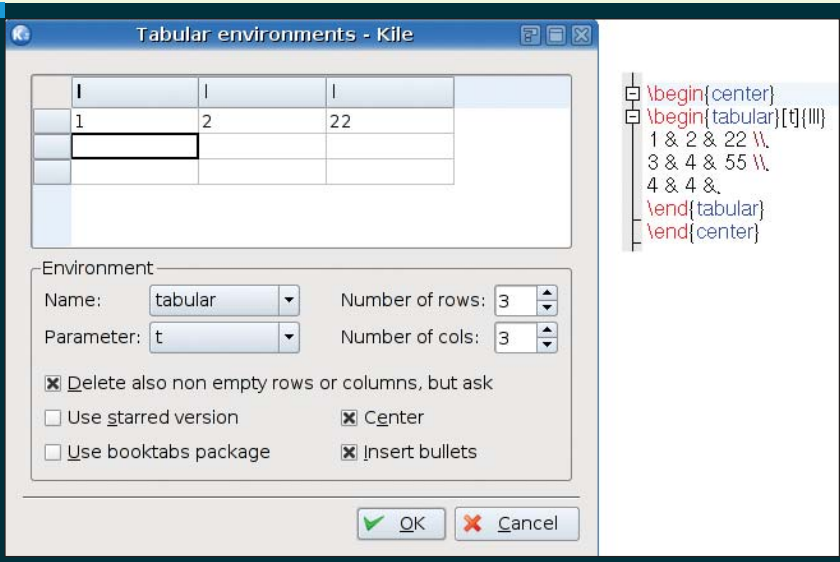 Tabular environments - Kile
l l l
1 2 22
Environment
Name: tabular Number of rows: 3
Parameter: t Number of cols: 3
Delete also non empty rows or columns, but ask
Use starred version Center
Use booktabs package Insert bullets
OK Cancel
\begin{center}
\begin{tabular}[t]{lll}
1 & 2 & 22 \\
3 & 4 & 55 \\
4 & 4 &
\end{tabular}
\end{center}